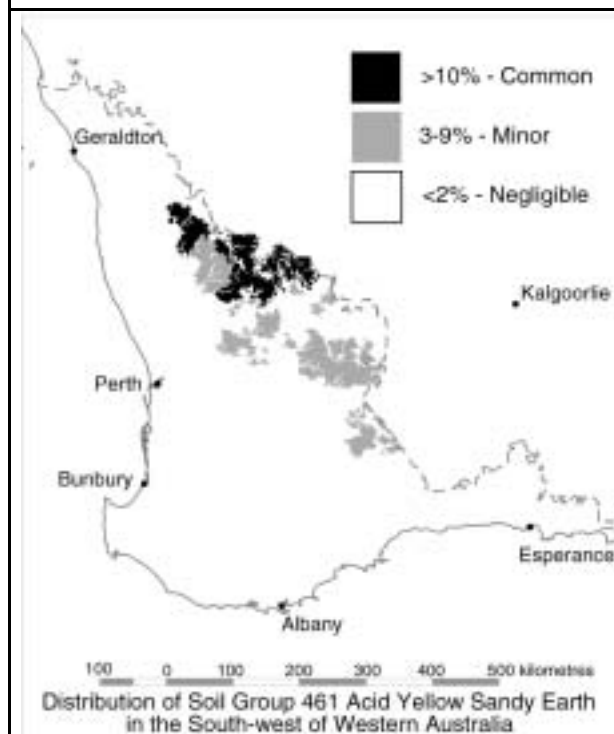 >10% - Common
Geraldton
3-9% - Minor
<2% - Negligible
Kalgoorlie
Perth
Bunbury
Esperance
Albany
100 0 100 200 300 500 kilometres
Distribution of Soil Group 461 Acid Yellow Sandy Earth
in the South-west of Western Australia